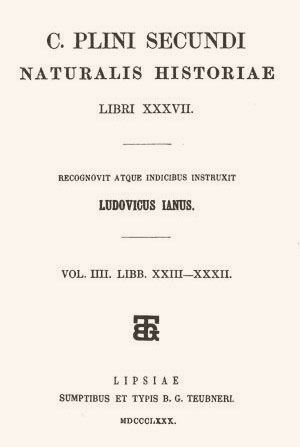 C. PLINI SECUNDI
NATURALIS HISTORIAE
LIBRI XXXVII.
RECOGNOVIT ATQUE INDICIBUS INSTRUXIT
LUDOVICUS IANUS.
VOL. IIII. LIBB. XXIII—XXXII.
BTG
LIPSIAE
SUMPTIBUS ET TYPIS B. G. TEUBNERI.
MDCCCLXXX.